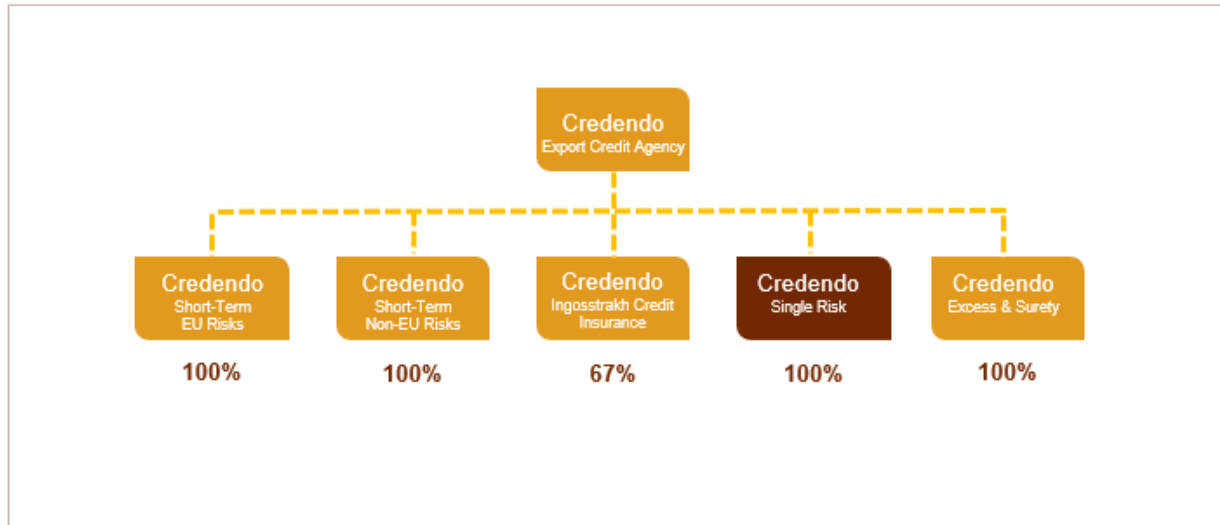 Credendo
Export Credit Agency
Credendo
Short-Term
EU Risks
Credendo
Short-Term
Non-EU Risks
Credendo
Ingosstrakh Credit
Insurance
Credendo
Single Risk
Credendo
Excess & Surety
100%
100%
67%
100%
100%